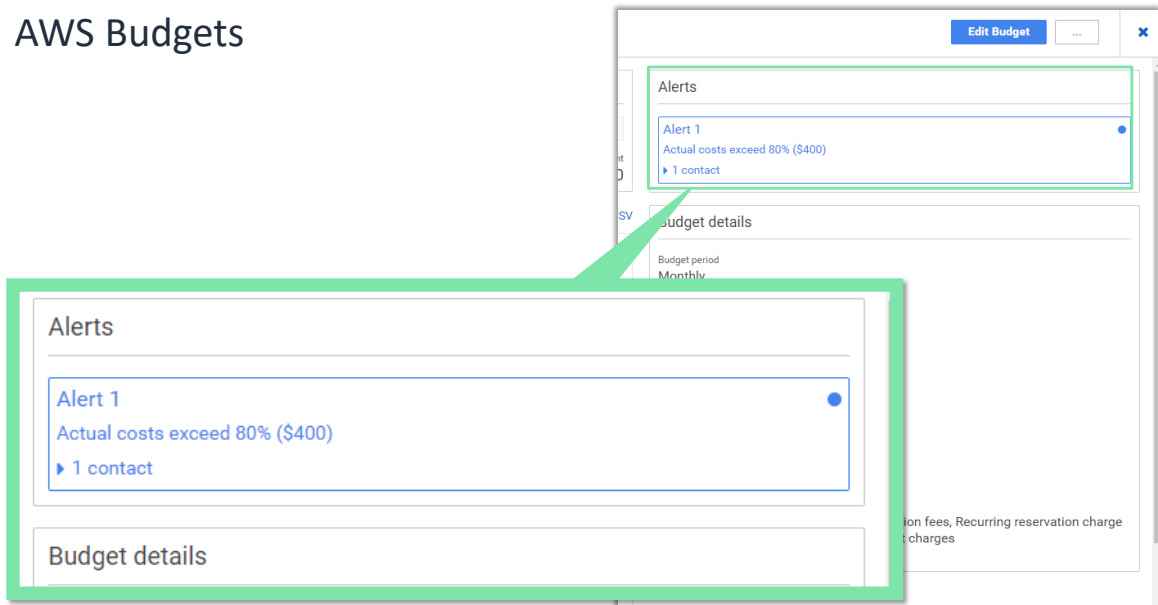 AWS Budgets
Edit Budget
...
Alerts
Alert 1
Actual costs exceed 80% ($400)
1 contact
SV
Budget details
Budget period
Monthly
ion fees, Recurring reservation charge
charges
Alerts
Alert 1
Actual costs exceed 80% ($400)
1 contact
Budget details